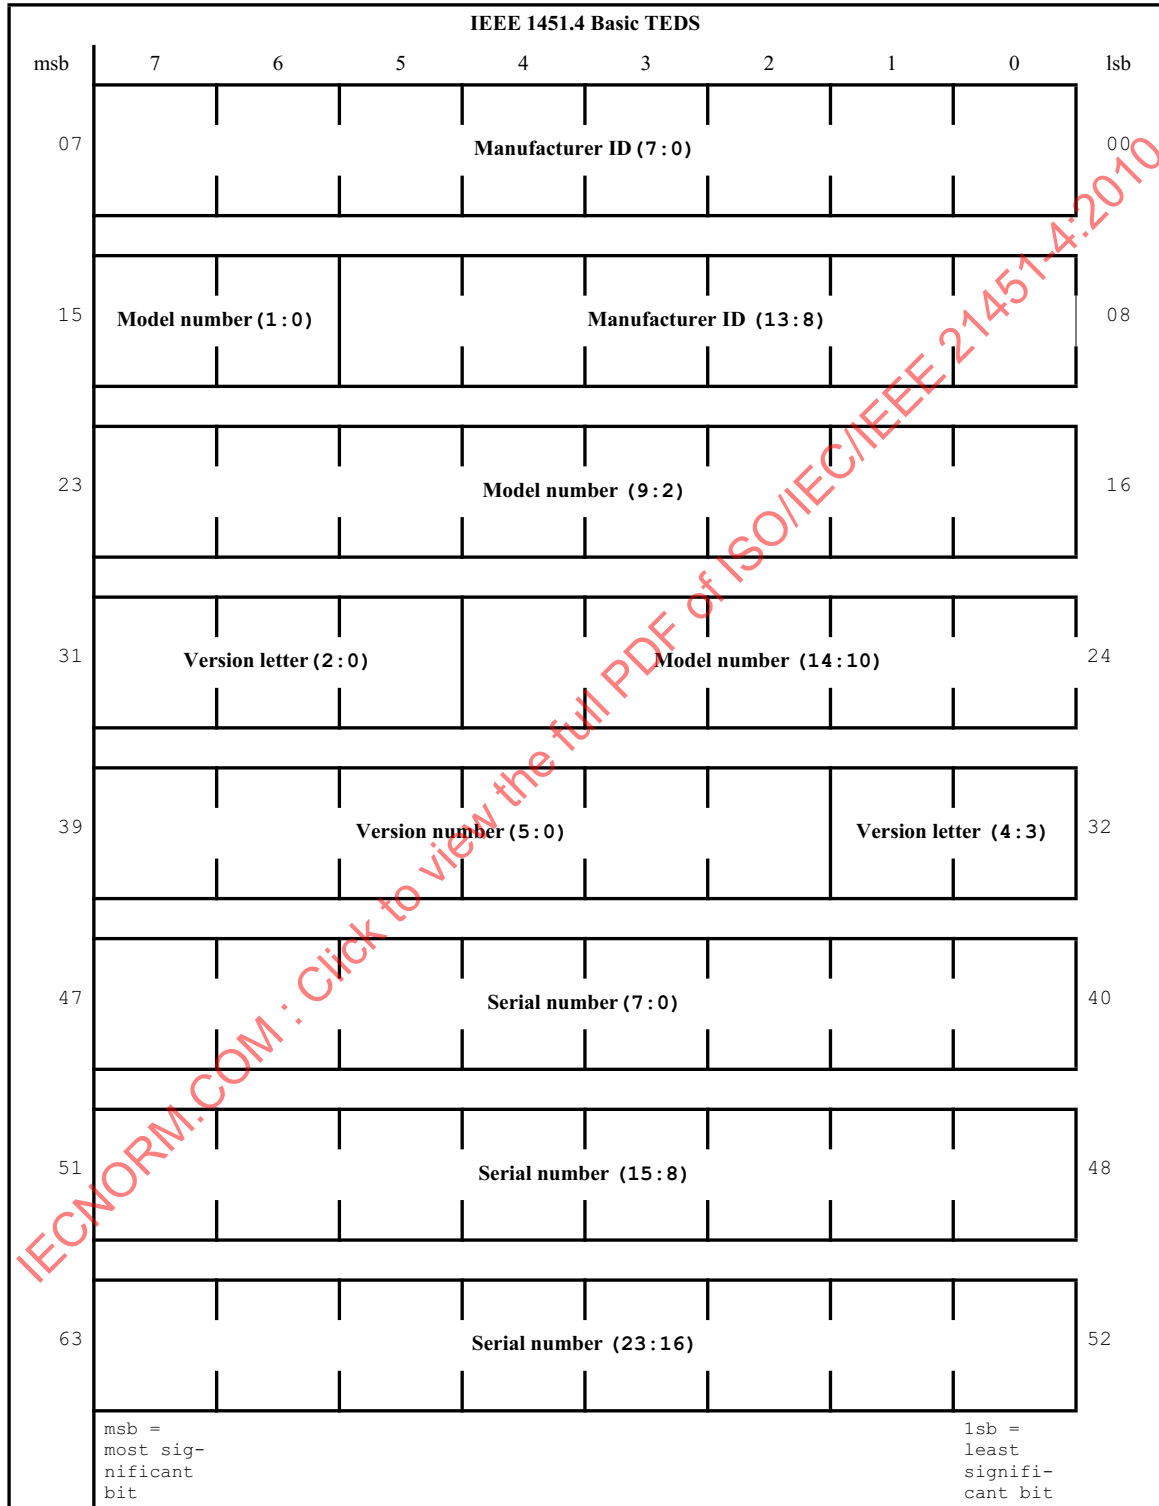 IEEE 1451.4 Basic TEDS
msb 7 6 5 4 3 2 1 0 lsb
07 Manufacturer ID (7:0) 00
15 Model number (1:0) Manufacturer ID (13:8) 08
23 Model number (9:2) 16
31 Version letter (2:0) Model number (14:10) 24
39 Version number (5:0) Version letter (4:3) 32
47 Serial number (7:0) 40
51 Serial number (15:8) 48
63 Serial number (23:16) 52
msb = 
most sig-
nificant
bit
lsb =
least
signifi-
cant bit
IECNORM.COM : Click to view the full PDF of ISO/IEC/IEEE 21451-4:2010